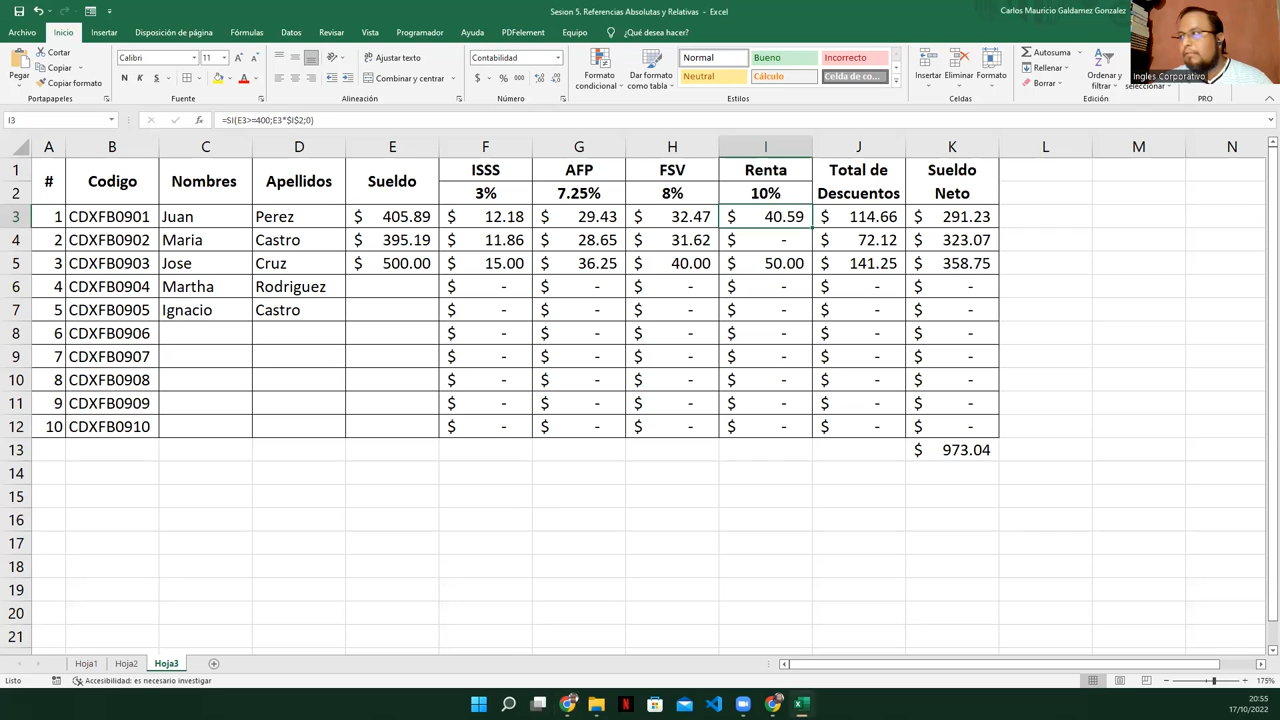 Sesion 5. Referencias Absolutas y Relativas - Excel
Carlos Mauricio Galdamez Gonzalez
Archivo Inicio Insertar Disposición de página Fórmulas Datos Revisar Vista Programador Ayuda PDFelement Equipo ¿Qué desea hacer?
Pegar
Cortar
Copiar
Copiar formato
Portapapeles
Calibri 11
N K S
Fuente
Ajustar texto
Combinar y centrar
Alineación
Contabilidad
$ % 000
Número
Formato condicional
Dar formato como tabla
Normal Bueno Incorrecto
Neutral Cálculo Celda de co...
Estilos
Insertar Eliminar Formato
Celdas
Autosuma
Rellenar
Borrar
Ordenar y filtrar
seleccionar
Edición
PRO
Ingles Corporativo
I3 fx =SI(E3>=400;E3*$I$2;0)
A B C D E F G H I J K L M N
1 # Codigo Nombres Apellidos Sueldo ISSS AFP FSV Renta Total de Sueldo
2 3% 7.25% 8% 10% Descuentos Neto
3 1 CDXFB0901 Juan Perez $ 405.89 $ 12.18 $ 29.43 $ 32.47 $ 40.59 $ 114.66 $ 291.23
4 2 CDXFB0902 Maria Castro $ 395.19 $ 11.86 $ 28.65 $ 31.62 $ - $ 72.12 $ 323.07
5 3 CDXFB0903 Jose Cruz $ 500.00 $ 15.00 $ 36.25 $ 40.00 $ 50.00 $ 141.25 $ 358.75
6 4 CDXFB0904 Martha Rodriguez $ - $ - $ - $ - $ - $ -
7 5 CDXFB0905 Ignacio Castro $ - $ - $ - $ - $ - $ -
8 6 CDXFB0906 $ - $ - $ - $ - $ - $ -
9 7 CDXFB0907 $ - $ - $ - $ - $ - $ -
10 8 CDXFB0908 $ - $ - $ - $ - $ - $ -
11 9 CDXFB0909 $ - $ - $ - $ - $ - $ -
12 10 CDXFB0910 $ - $ - $ - $ - $ - $ -
13 $ 973.04
14
15
16
17
18
19
20
21
Hoja1 Hoja2 Hoja3
Listo Accesibilidad: es necesario investigar 175%
20:55
17/10/2022